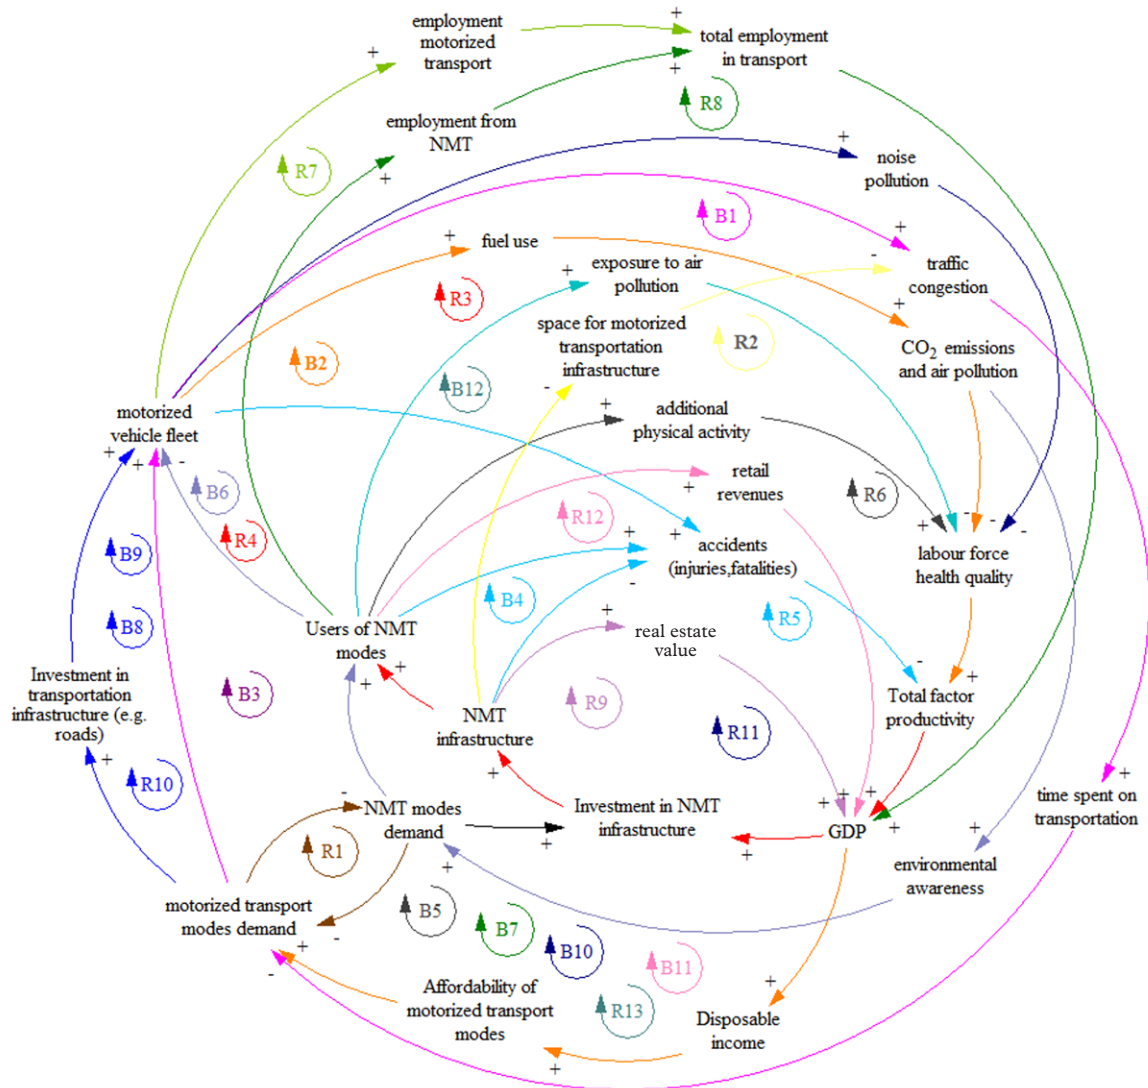 employment
motorized
transport
+
+
total employment
in transport
+
R8
employment from
NMT
+
+
noise
pollution
R7
B1
+
fuel use
+
traffic
congestion
-
exposure to air
pollution
+
R3
+
space for motorized
transportation
infrastructure
R2
CO2 emissions
and air pollution
B2
B12
-
motorized
vehicle fleet
+
additional
physical activity
+
+
-
B6
retail
revenues
+
R6
R12
R4
B9
+
+
accidents
(injuries,fatalities)
-
+
-
-
-
labour force
health quality
B4
R5
B8
Users of NMT
modes
+
real estate
value
+
+
-
+
Investment in
transportation
infrastructure (e.g.
roads)
B3
NMT
infrastructure
R9
Total factor
productivity
R11
+
+
R10
+
time spent on
transportation
-
NMT modes
demand
Investment in NMT
infrastructure
+
+
+
+
GDP
+
+
+
R1
+
environmental
awareness
+
motorized transport
modes demand
-
+
-
B5
B7
B10
B11
Affordability of
motorized transport
modes
R13
+
Disposable
income
+